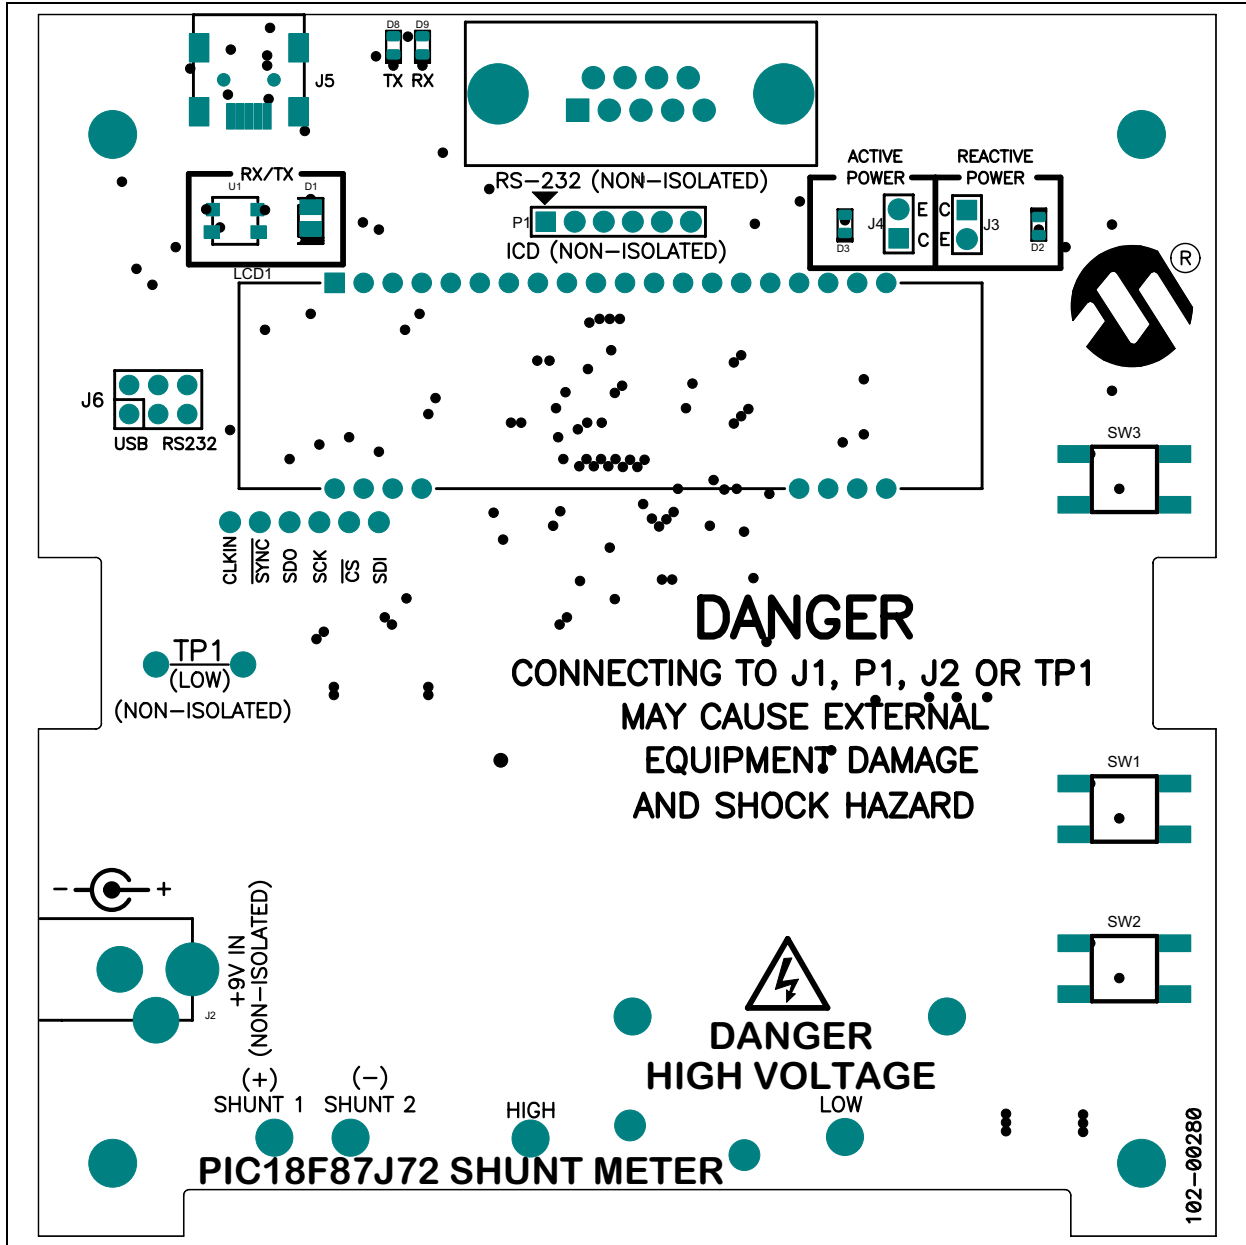 D8 D9
TX RX
J5
RS-232 (NON-ISOLATED)
P1
ICD (NON-ISOLATED)
RX/TX
U1 D1
LCD1
ACTIVE
POWER
REACTIVE
POWER
D3
J4
E
C
C
E
J3
D2
R
J6
USB RS232
SW3
CLKIN
SYNC
SDO
SCK
CS
SDI
TP1
(LOW)
(NON-ISOLATED)
DANGER
CONNECTING TO J1, P1, J2 OR TP1
MAY CAUSE EXTERNAL
EQUIPMENT DAMAGE
AND SHOCK HAZARD
SW1
SW2
- +
+9V IN
(NON-ISOLATED)
J2
DANGER
HIGH VOLTAGE
(+)
SHUNT 1
(-)
SHUNT 2
HIGH
LOW
PIC18F87J72 SHUNT METER
102-00280